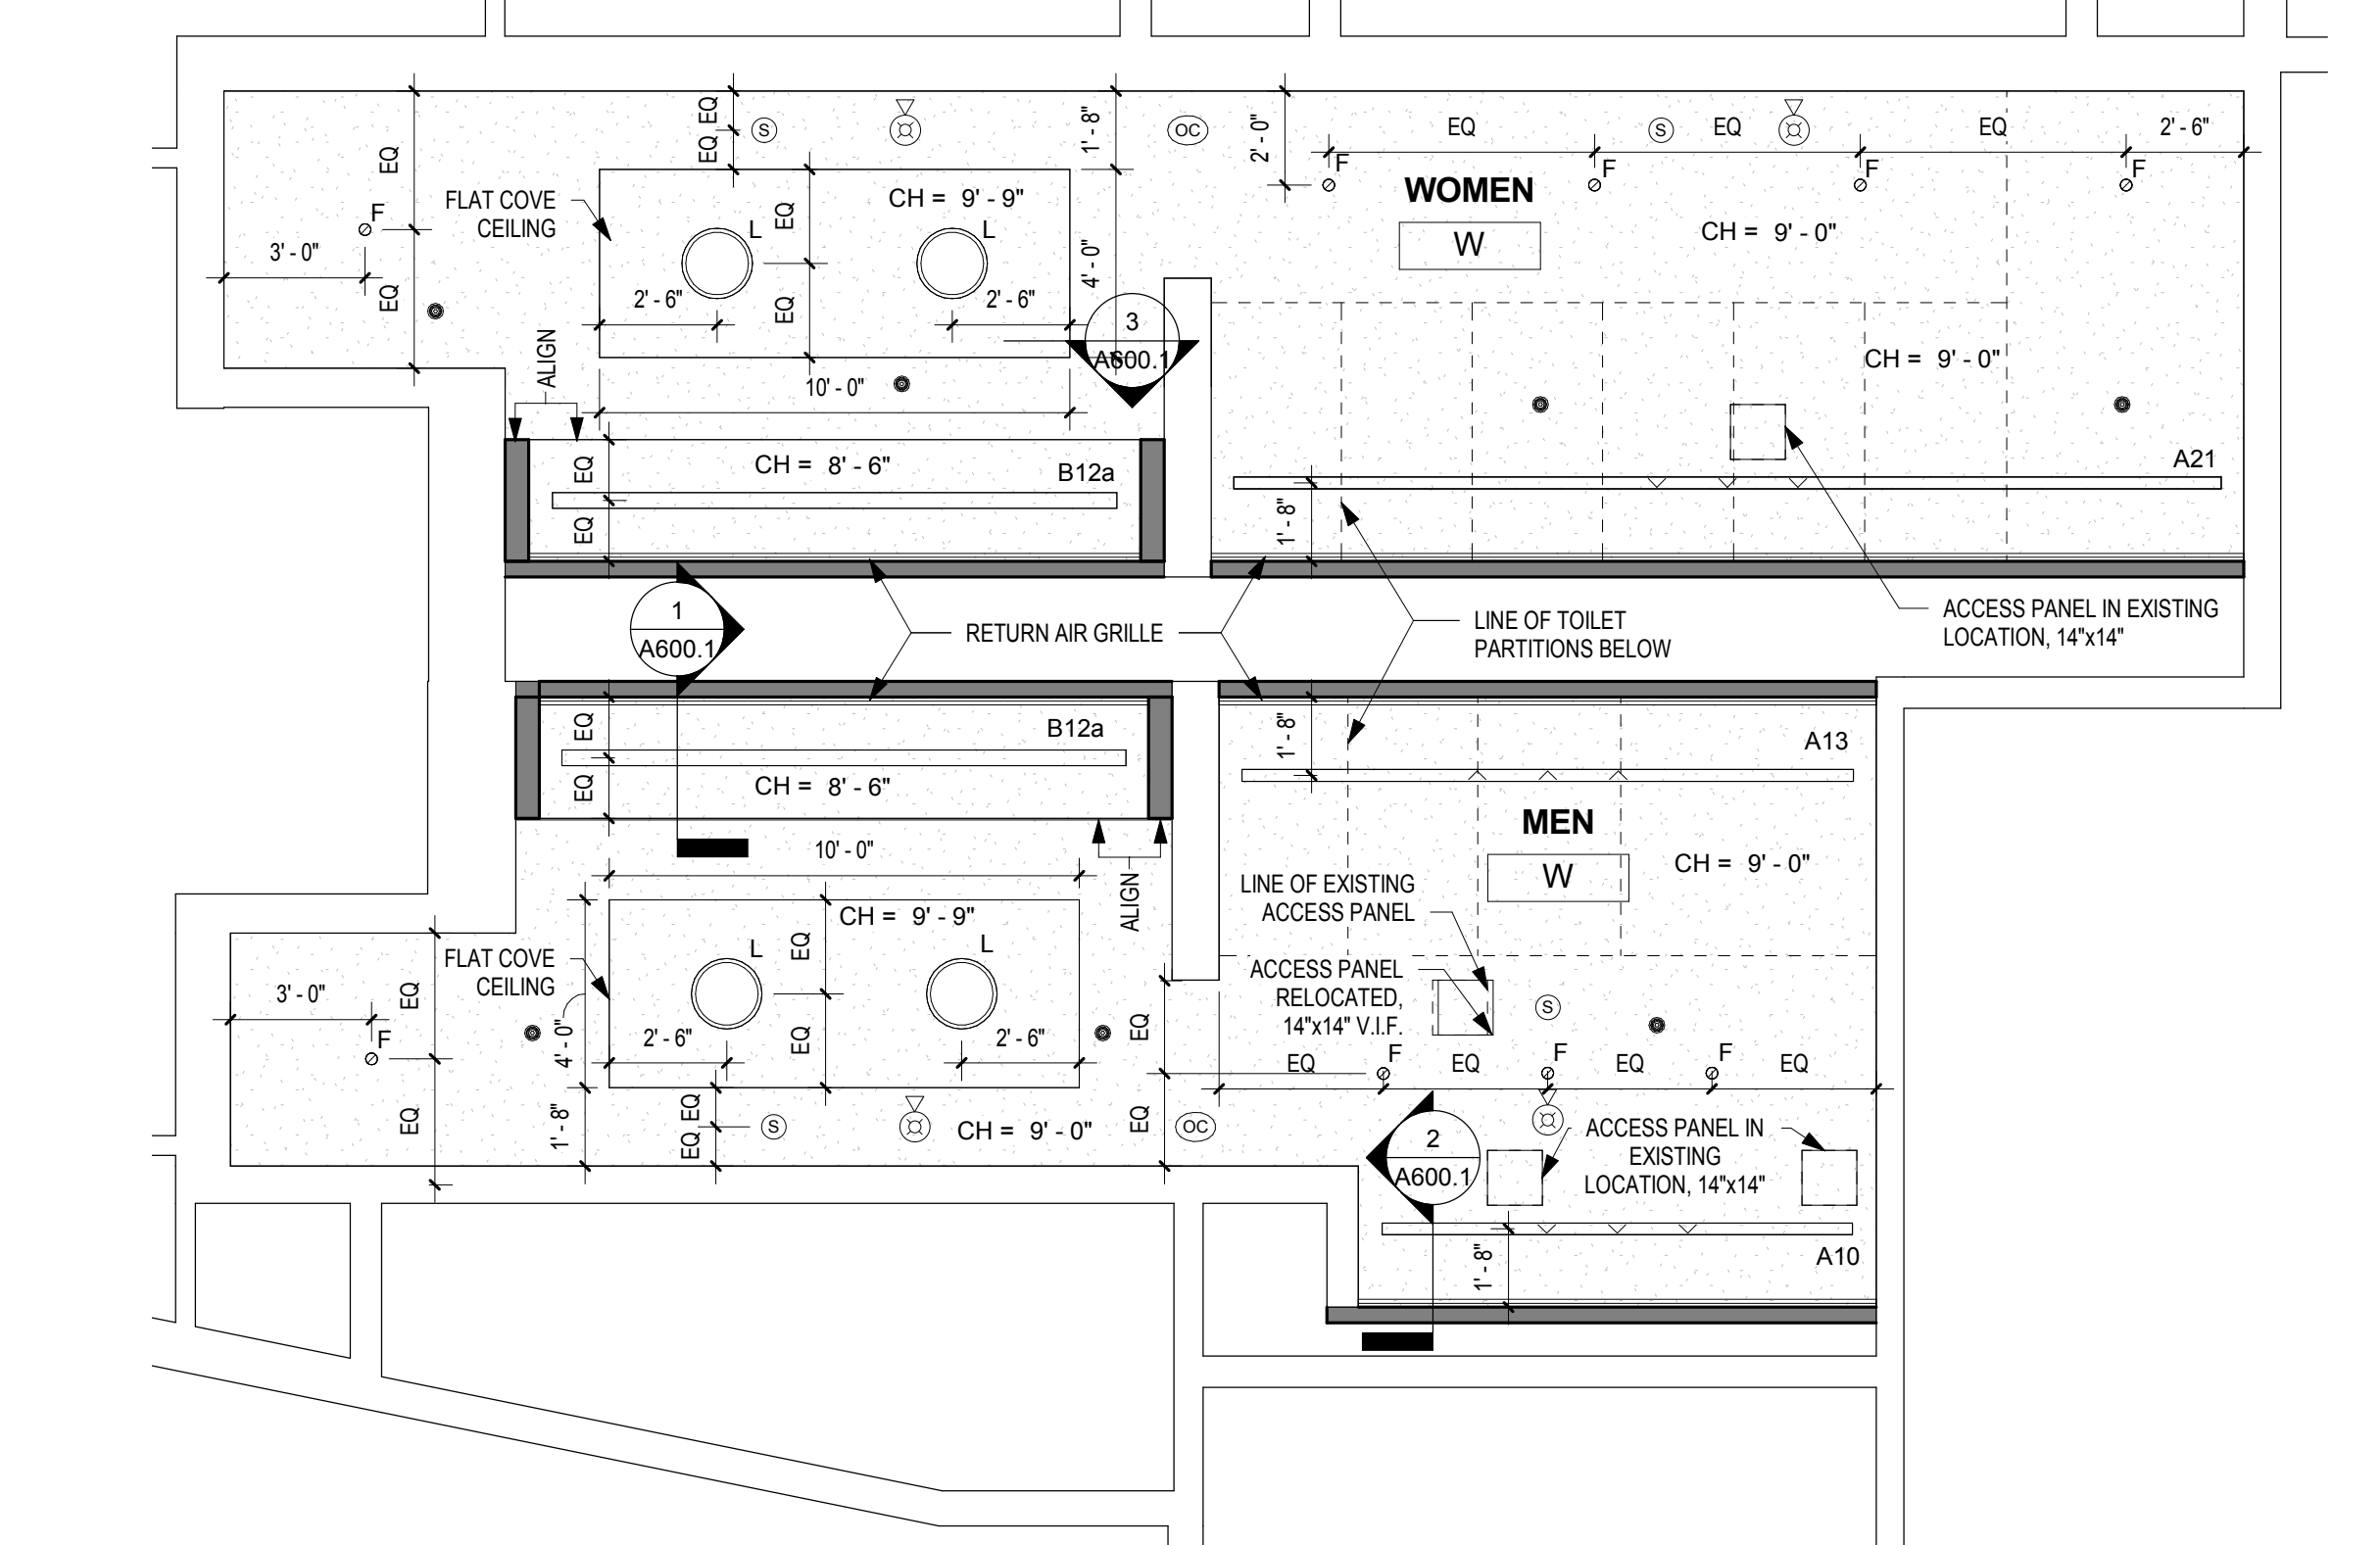 EQ
EQ
EQ
1' - 8"
OC
2' - 0"
S
S
EQ
EQ
EQ
2' - 6"
F
F
F
F
FLAT COVE
CEILING
CH = 9' - 9"
WOMEN
W
CH = 9' - 0"
F
3' - 0"
EQ
L
L
EQ
EQ
2' - 6"
2' - 6"
4' - 0"
3
A600.1
CH = 9' - 0"
ALIGN
10' - 0"
EQ
EQ
CH = 8' - 6"
B12a
A21
1' - 8"
1
A600.1
RETURN AIR GRILLE
LINE OF TOILET
PARTITIONS BELOW
ACCESS PANEL IN EXISTING
LOCATION, 14"x14"
EQ
EQ
B12a
CH = 8' - 6"
1' - 8"
A13
MEN
W
CH = 9' - 0"
10' - 0"
ALIGN
LINE OF EXISTING
ACCESS PANEL
CH = 9' - 9"
FLAT COVE
CEILING
L
L
EQ
EQ
ACCESS PANEL
RELOCATED,
14"x14" V.I.F.
S
3' - 0"
F
EQ
EQ
4' - 0"
1' - 8"
2' - 6"
2' - 6"
EQ
EQ
EQ
EQ
EQ
EQ
EQ
EQ
F
F
F
S
CH = 9' - 0"
OC
2
A600.1
ACCESS PANEL IN
EXISTING
LOCATION, 14"x14"
1' - 8"
A10